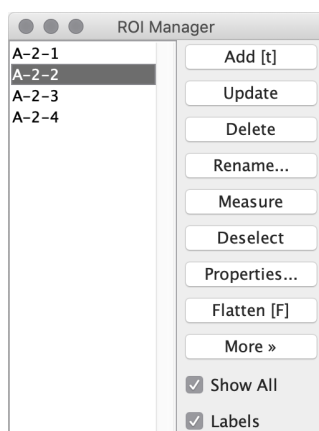 ROI Manager
A-2-1
A-2-2
A-2-3
A-2-4
Add [t]
Update
Delete
Rename...
Measure
Deselect
Properties...
Flatten [F]
More »
Show All
Labels